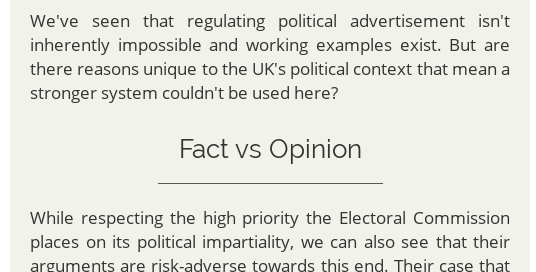 We've seen that regulating political advertisement isn't
inherently impossible and working examples exist. But are
there reasons unique to the UK's political context that mean a
stronger system couldn't be used here?
Fact vs Opinion
While respecting the high priority the Electoral Commission
places on its political impartiality, we can also see that their
arguments are risk-adverse towards this end. Their case that